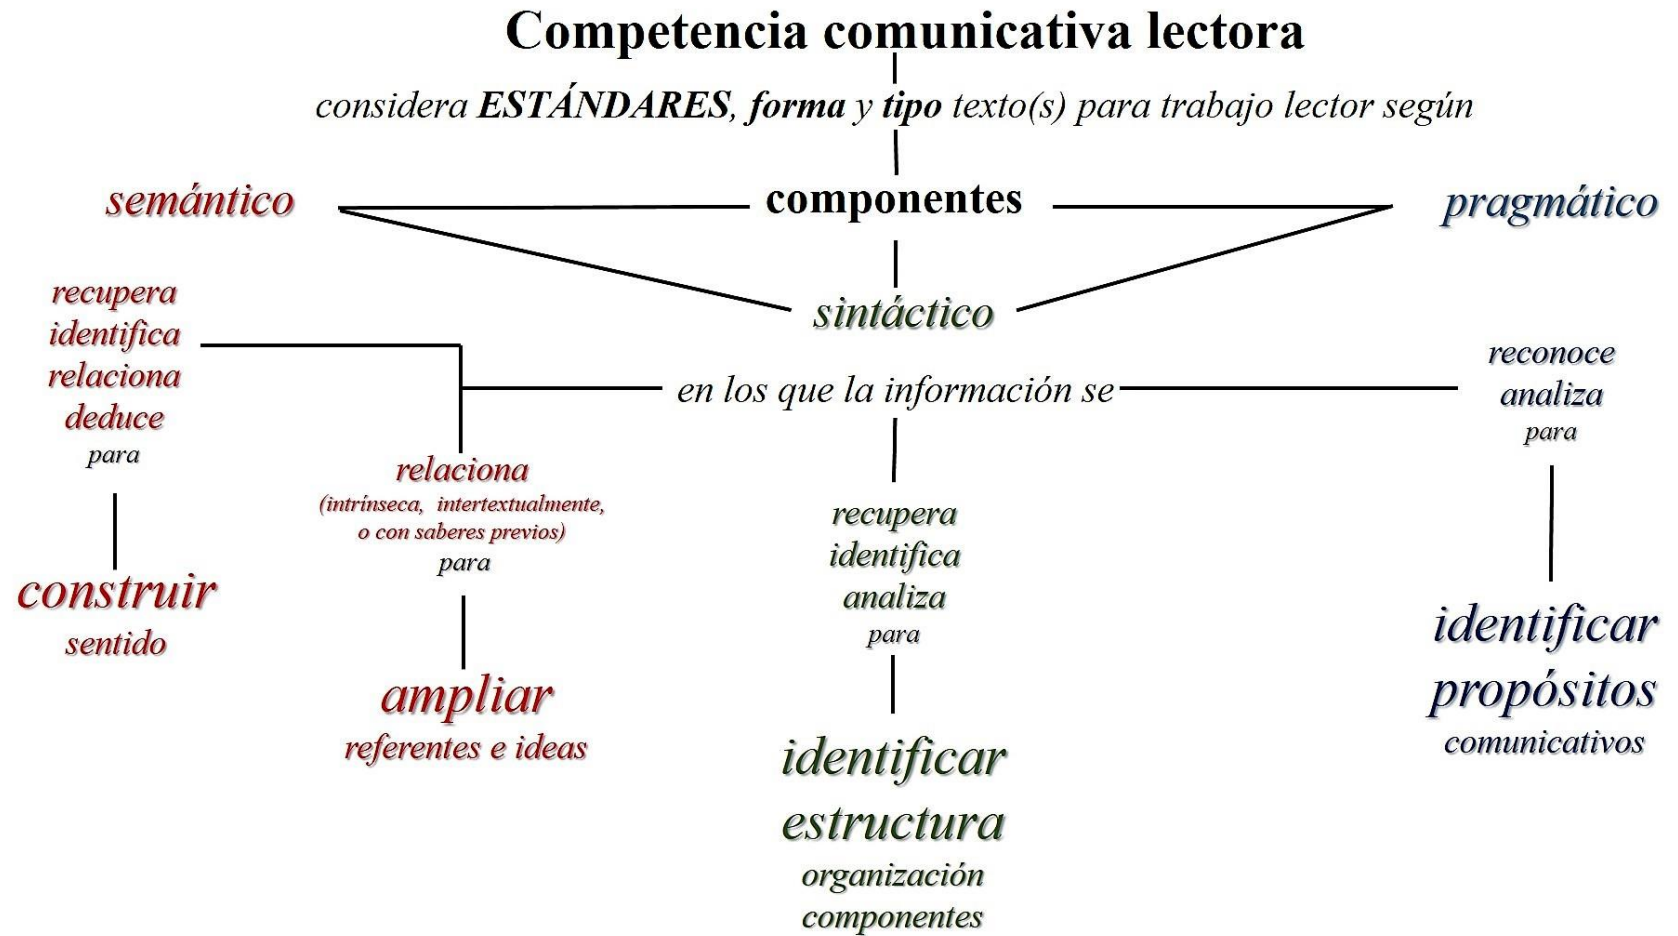 Competencia comunicativa lectora
considera ESTÁNDARES, forma y tipo texto(s) para trabajo lector según
semántico
componentes
pragmático
sintáctico
en los que la información se
recupera
identifica
relaciona
deduce
para
construir
sentido
relaciona
(intrínseca, intertextualmente,
o con saberes previos)
para
ampliar
referentes e ideas
recupera
identifica
analiza
para
identificar
estructura
organización
componentes
reconoce
analiza
para
identificar
propósitos
comunicativos